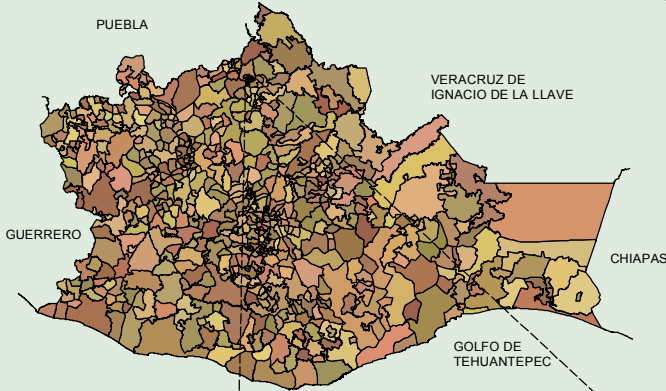 PUEBLA
VERACRUZ DE
IGNACIO DE LA LLAVE
GUERRERO
CHIAPAS
GOLFO DE
TEHUANTEPEC